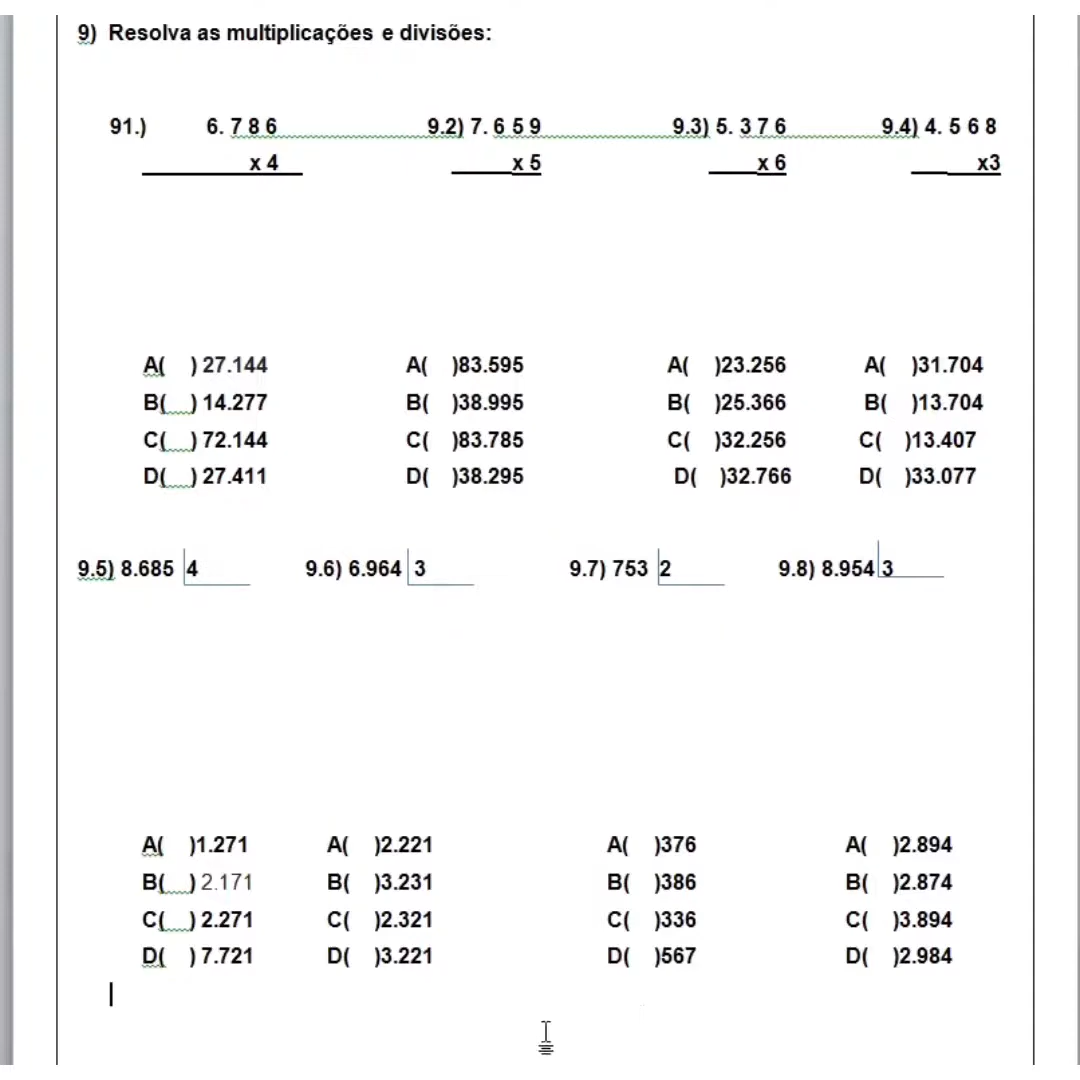 9) Resolva as multiplicações e divisões:
91.) 6. 7 8 6 9.2) 7. 6 5 9 9.3) 5. 3 7 6 9.4) 4. 5 6 8
x 4 x 5 x 6 x3
A( ) 27.144 A( )83.595 A( )23.256 A( )31.704
B( ) 14.277 B( )38.995 B( )25.366 B( )13.704
C( ) 72.144 C( )83.785 C( )32.256 C( )13.407
D( ) 27.411 D( )38.295 D( )32.766 D( )33.077
9.5) 8.685 4 9.6) 6.964 3 9.7) 753 2 9.8) 8.954 3
A( )1.271 A( )2.221 A( )376 A( )2.894
B( ) 2.171 B( )3.231 B( )386 B( )2.874
C( ) 2.271 C( )2.321 C( )336 C( )3.894
D( ) 7.721 D( )3.221 D( )567 D( )2.984